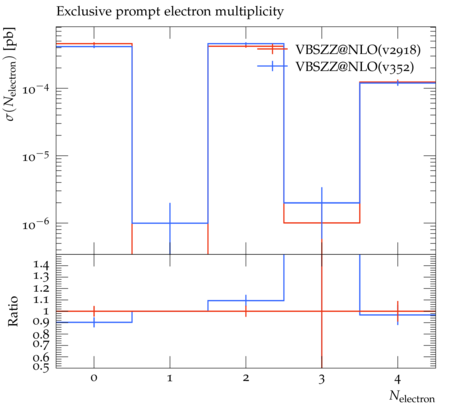 Exclusive prompt electron multiplicity
σ(N_electron) [pb]
VBSZZ@NLO(v2918)
VBSZZ@NLO(v352)
10⁻⁴
10⁻⁵
10⁻⁶
Ratio
1.4
1.3
1.2
1.1
1
0.9
0.8
0.7
0.6
0.5
0 1 2 3 4
N_electron